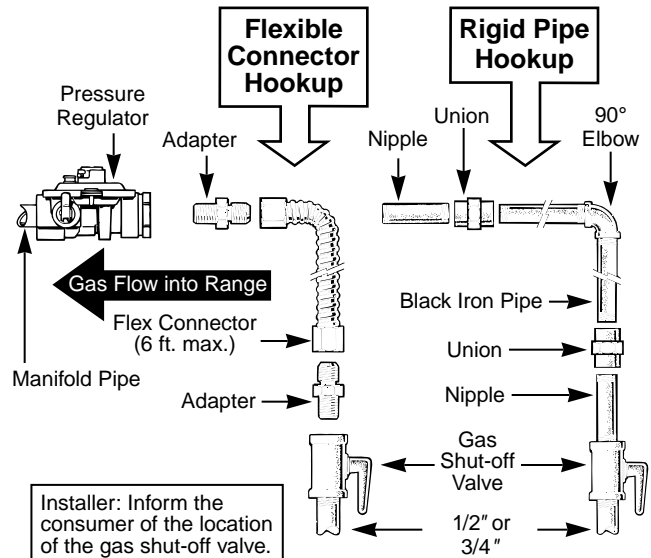 Flexible
Connector
Hookup
Rigid Pipe
Hookup
Pressure
Regulator
Adapter
Nipple
Union
90°
Elbow
Gas Flow into Range
Black Iron Pipe
Flex Connector
(6 ft. max.)
Manifold Pipe
Union
Adapter
Nipple
Gas
Shut-off
Valve
Installer: Inform the
consumer of the location
of the gas shut-off valve.
1/2" or
3/4"